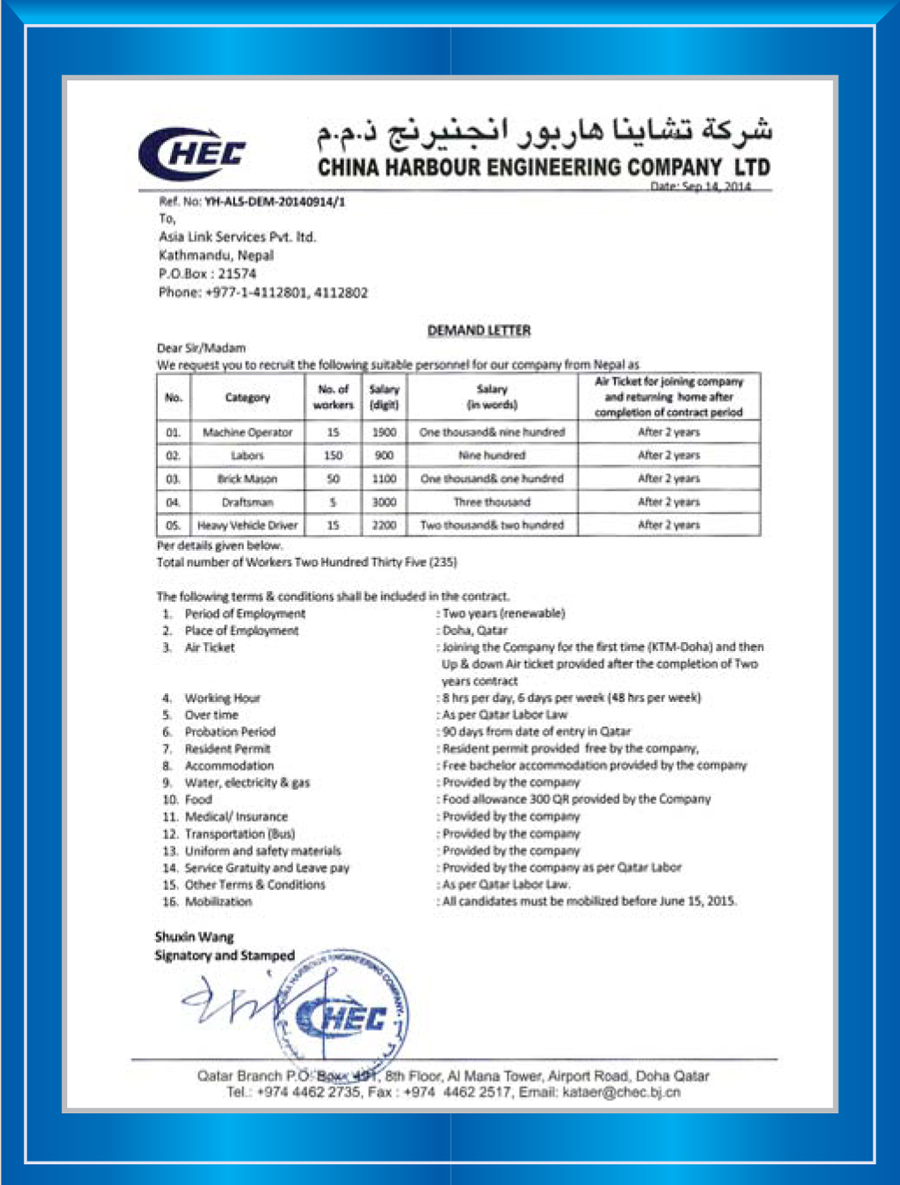 CHEC
شركة تشاينا هاربور انجنيرنج ذ.م.م
CHINA HARBOUR ENGINEERING COMPANY LTD
Date: Sep 14, 2014
Ref. No: YH-ALS-DEM-20140914/1
To,
Asia Link Services Pvt. ltd.
Kathmandu, Nepal
P.O.Box : 21574
Phone: +977-1-4112801, 4112802
DEMAND LETTER
Dear Sir/Madam
We request you to recruit the following suitable personnel for our company from Nepal as
No. Category No. of workers Salary (digit) Salary (in words) Air Ticket for joining company and returning home after completion of contract period
01. Machine Operator 15 1900 One thousand& nine hundred After 2 years
02. Labors 150 900 Nine hundred After 2 years
03. Brick Mason 50 1100 One thousand& one hundred After 2 years
04. Draftsman 5 3000 Three thousand After 2 years
05. Heavy Vehicle Driver 15 2200 Two thousand& two hundred After 2 years
Per details given below.
Total number of Workers Two Hundred Thirty Five (235)
The following terms & conditions shall be included in the contract.
1. Period of Employment : Two years (renewable)
2. Place of Employment : Doha, Qatar
3. Air Ticket : Joining the Company for the first time (KTM-Doha) and then
Up & down Air ticket provided after the completion of Two
years contract
4. Working Hour : 8 hrs per day, 6 days per week (48 hrs per week)
5. Over time : As per Qatar Labor Law
6. Probation Period : 90 days from date of entry in Qatar
7. Resident Permit : Resident permit provided free by the company,
8. Accommodation : Free bachelor accommodation provided by the company
9. Water, electricity & gas : Provided by the company
10. Food : Food allowance 300 QR provided by the Company
11. Medical/ Insurance : Provided by the company
12. Transportation (Bus) : Provided by the company
13. Uniform and safety materials : Provided by the company
14. Service Gratuity and Leave pay : Provided by the company as per Qatar Labor
15. Other Terms & Conditions : As per Qatar Labor Law.
16. Mobilization : All candidates must be mobilized before June 15, 2015.
Shuxin Wang
Signatory and Stamped
CHINA HARBOUR ENGINEERING COMPANY
CHEC
Qatar Branch P.O. Box: 491, 8th Floor, Al Mana Tower, Airport Road, Doha Qatar
Tel.: +974 4462 2735, Fax : +974 4462 2517, Email: kataer@chec.bj.cn